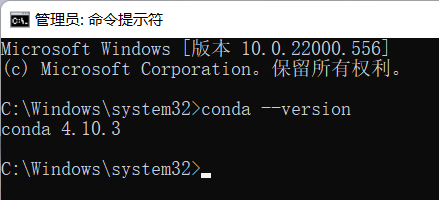 管理员: 命令提示符
Microsoft Windows [版本 10.0.22000.556]
(c) Microsoft Corporation。保留所有权利。
C:\Windows\system32>conda --version
conda 4.10.3
C:\Windows\system32>